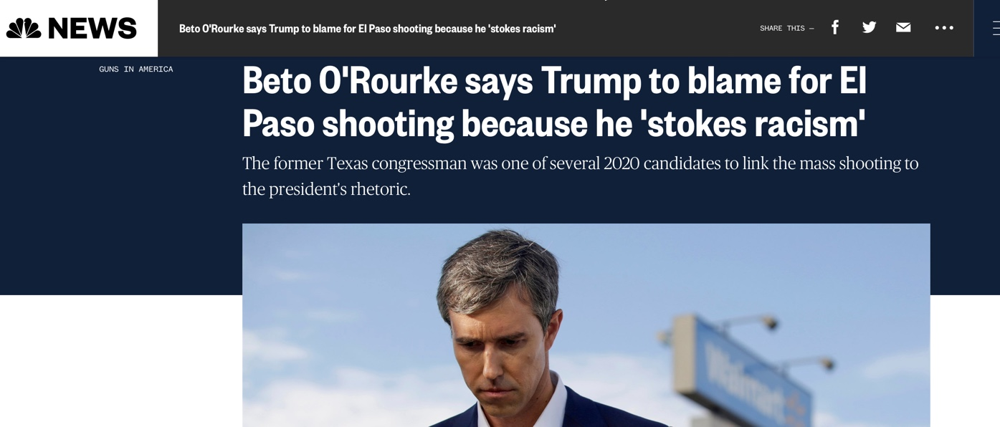 NEWS
Beto O'Rourke says Trump to blame for El Paso shooting because he 'stokes racism'
SHARE THIS —
GUNS IN AMERICA
Beto O'Rourke says Trump to blame for El
Paso shooting because he 'stokes racism'
The former Texas congressman was one of several 2020 candidates to link the mass shooting to
the president's rhetoric.
Walmart